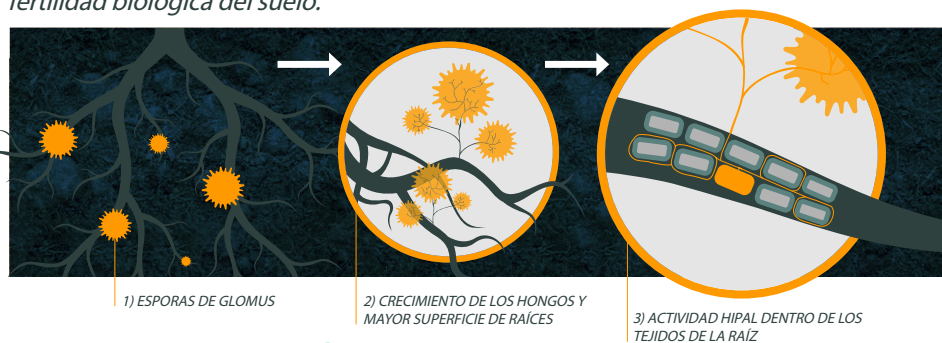 fertilidad biológica del suelo.
1) ESPORAS DE GLOMUS
2) CRECIMIENTO DE LOS HONGOS Y
MAYOR SUPERFICIE DE RAÍCES
3) ACTIVIDAD HIPAL DENTRO DE LOS
TEJIDOS DE LA RAÍZ